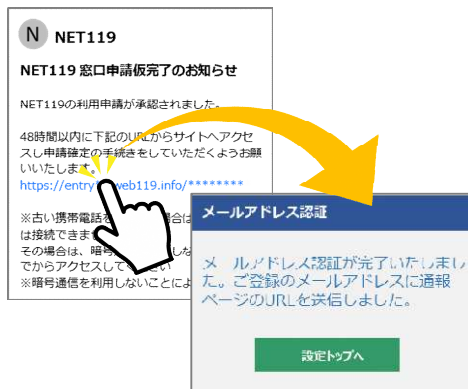 N NET119
NET119 窓口申請仮完了のお知らせ
NET119の利用申請が承認されました。
48時間以内に下記のURLからサイトへアクセ
スし申請確定の手続きをしていただくようお願
いいたします。
https://entry web119.info/********
※古い携帯電話を 場合は
は接続できませ
その場合は、暗号 しな
でからアクセスしてください
※暗号通信を利用しないことによ
メールアドレス認証
メールアドレス認証が完了いたしまし
た。ご登録のメールアドレスに通報
ページのURLを送信しました。
設定トップへ